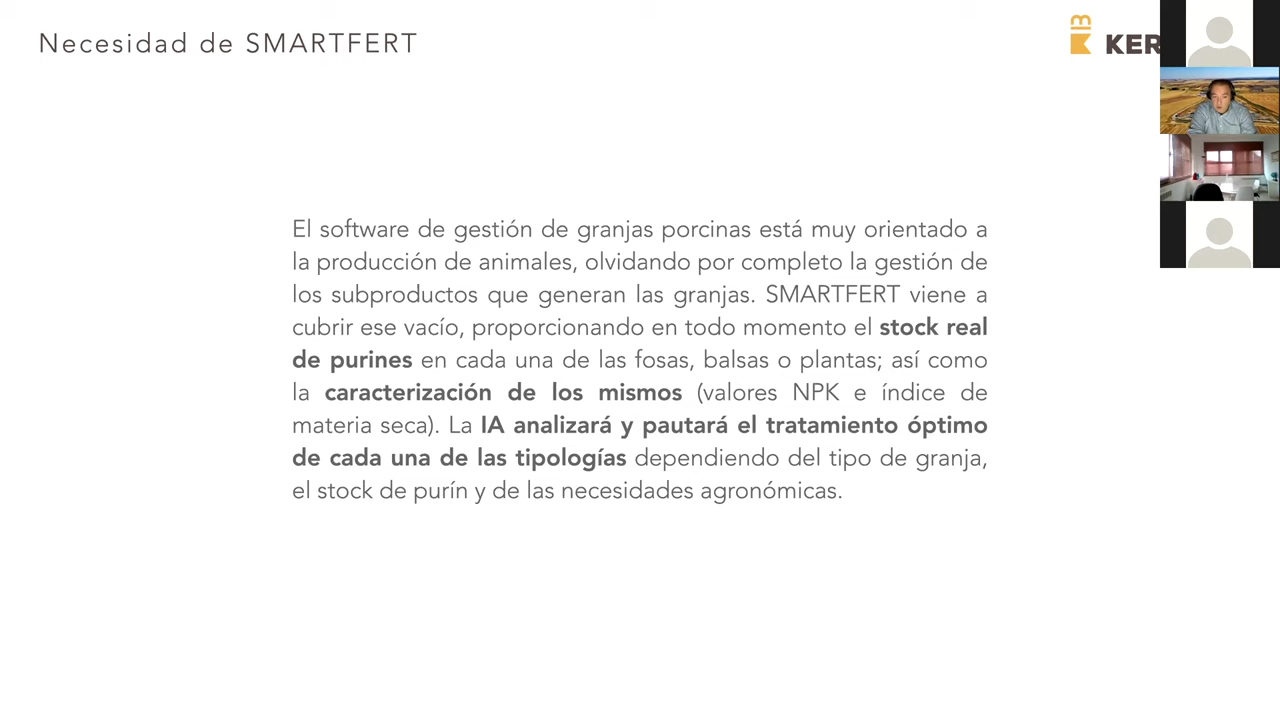 Necesidad de SMARTFERT
KER
El software de gestión de granjas porcinas está muy orientado a
la producción de animales, olvidando por completo la gestión de
los subproductos que generan las granjas. SMARTFERT viene a
cubrir ese vacío, proporcionando en todo momento el stock real
de purines en cada una de las fosas, balsas o plantas; así como
la caracterización de los mismos (valores NPK e índice de
materia seca). La IA analizará y pautará el tratamiento óptimo
de cada una de las tipologías dependiendo del tipo de granja,
el stock de purín y de las necesidades agronómicas.